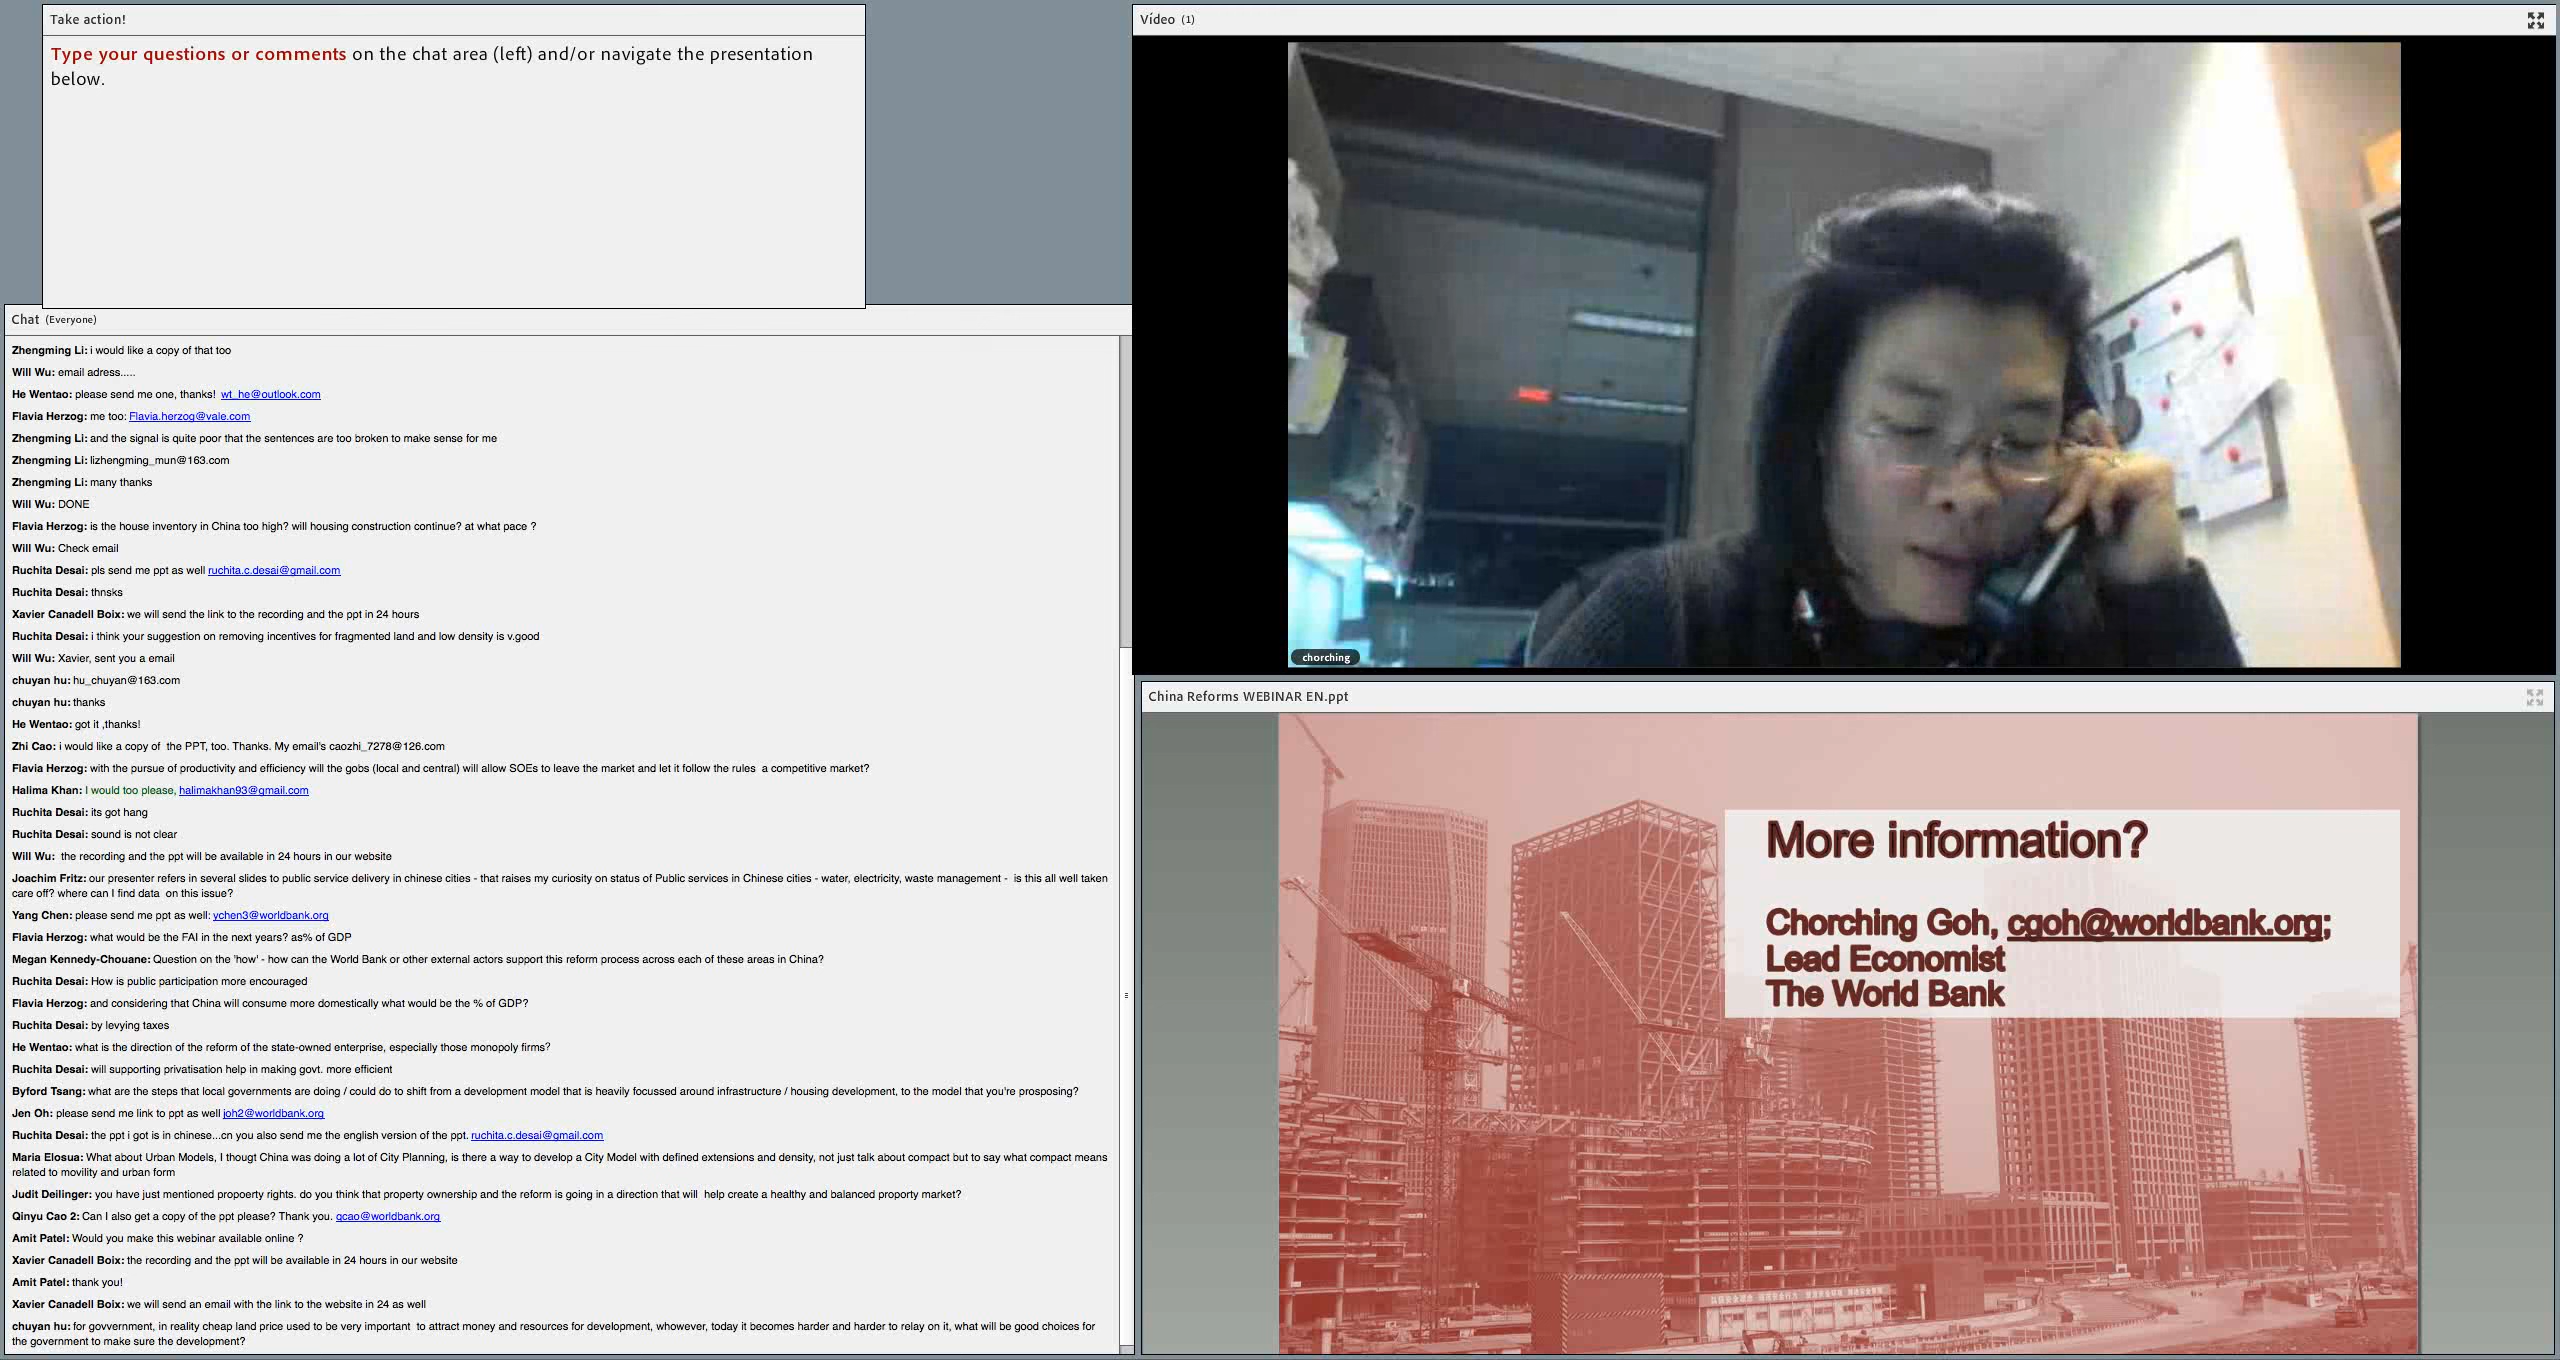 Take action!
Type your questions or comments on the chat area (left) and/or navigate the presentation
below.
Chat (Everyone)
Zhengming Li: i would like a copy of that too
Will Wu: email adress.....
He Wentao: please send me one, thanks! wt_he@outlook.com
Flavia Herzog: me too: Flavia.herzog@vale.com
Zhengming Li: and the signal is quite poor that the sentences are too broken to make sense for me
Zhengming Li: lizhengming_mun@163.com
Zhengming Li: many thanks
Will Wu: DONE
Flavia Herzog: is the house inventory in China too high? will housing construction continue? at what pace ?
Will Wu: Check email
Ruchita Desai: pls send me ppt as well ruchita.c.desai@gmail.com
Ruchita Desai: thnsks
Xavier Canadell Boix: we will send the link to the recording and the ppt in 24 hours
Ruchita Desai: i think your suggestion on removing incentives for fragmented land and low density is v.good
Will Wu: Xavier, sent you a email
chuyan hu: hu_chuyan@163.com
chuyan hu: thanks
He Wentao: got it ,thanks!
Zhi Cao: i would like a copy of the PPT, too. Thanks. My email's caozhi_7278@126.com
Flavia Herzog: with the pursue of productivity and efficiency will the gobs (local and central) will allow SOEs to leave the market and let it follow the rules a competitive market?
Halima Khan: I would too please, halimakhan93@gmail.com
Ruchita Desai: its got hang
Ruchita Desai: sound is not clear
Will Wu: the recording and the ppt will be available in 24 hours in our website
Joachim Fritz: our presenter refers in several slides to public service delivery in chinese cities - that raises my curiosity on status of Public services in Chinese cities - water, electricity, waste management - is this all well taken
care off? where can I find data on this issue?
Yang Chen: please send me ppt as well: ychen3@worldbank.org
Flavia Herzog: what would be the FAI in the next years? as% of GDP
Megan Kennedy-Chouane: Question on the 'how' - how can the World Bank or other external actors support this reform process across each of these areas in China?
Ruchita Desai: How is public participation more encouraged
Flavia Herzog: and considering that China will consume more domestically what would be the % of GDP?
Ruchita Desai: by levying taxes
He Wentao: what is the direction of the reform of the state-owned enterprise, especially those monopoly firms?
Ruchita Desai: will supporting privatisation help in making govt. more efficient
Byford Tsang: what are the steps that local governments are doing / could do to shift from a development model that is heavily focussed around infrastructure / housing development, to the model that you're prosposing?
Jen Oh: please send me link to ppt as well joh2@worldbank.org
Ruchita Desai: the ppt i got is in chinese...cn you also send me the english version of the ppt. ruchita.c.desai@gmail.com
Maria Elosua: What about Urban Models, I thougt China was doing a lot of City Planning, is there a way to develop a City Model with defined extensions and density, not just talk about compact but to say what compact means
related to movility and urban form
Judit Deilinger: you have just mentioned propoerty rights. do you think that property ownership and the reform is going in a direction that will help create a healthy and balanced property market?
Qinyu Cao 2: Can I also get a copy of the ppt please? Thank you. qcao@worldbank.org
Amit Patel: Would you make this webinar available online ?
Xavier Canadell Boix: the recording and the ppt will be available in 24 hours in our website
Amit Patel: thank you!
Xavier Canadell Boix: we will send an email with the link to the website in 24 as well
chuyan hu: for govvernment, in reality cheap land price used to be very important to attract money and resources for development, whowever, today it becomes harder and harder to relay on it, what will be good choices for
the government to make sure the development?
Vídeo (1)
chorching
China Reforms WEBINAR EN.ppt
More information?
Chorching Goh, cgoh@worldbank.org;
Lead Economist
The World Bank